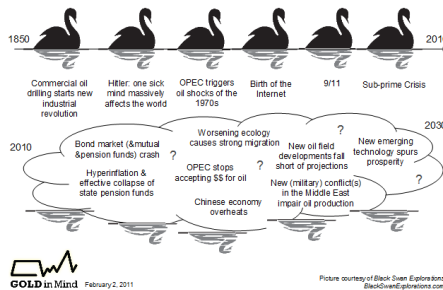 1850
2010
Commercial oil
drilling starts new
industrial
revolution
Hitler: one sick
mind massively
affects the world
OPEC triggers
oil shocks of the
1970s
Birth of the
Internet
9/11
Sub-prime Crisis
2010
2030
Bond market (&mutual
&pension funds) crash
?
Hyperinflation &
effective collapse of
state pension funds
Worsening ecology
causes strong migration
OPEC stops
accepting $$ for oil
?
Chinese economy
overheats
?
New oil field
developments fall
short of projections
New (military) conflict(s)
in the Middle East
impair oil production
New emerging
technology spurs
prosperity
?
GOLD in Mind
February 2, 2011
Picture courtesy of Black Swan Explorations
BlackSwanExplorations.com